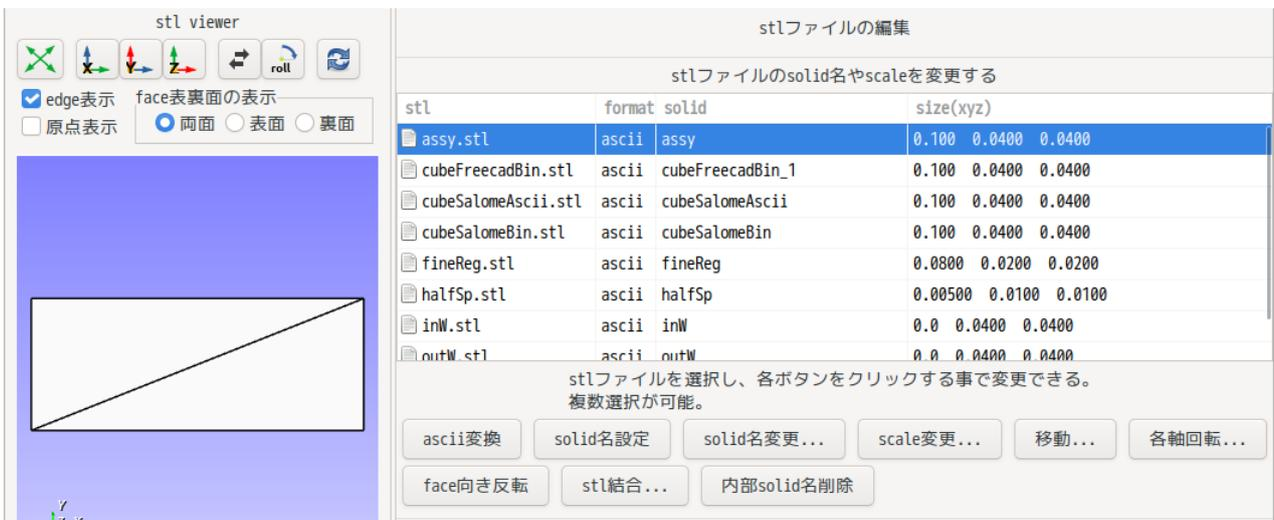 stl viewer
X Y Z roll
edge表示
原点表示
face表裏面の表示
両面 表面 裏面
Y
stlファイルの編集
stlファイルのsolid名やscaleを変更する
stl format solid size(xyz)
assy.stl ascii assy 0.100 0.0400 0.0400
cubeFreecadBin.stl ascii cubeFreecadBin_1 0.100 0.0400 0.0400
cubeSalomeAscii.stl ascii cubeSalomeAscii 0.100 0.0400 0.0400
cubeSalomeBin.stl ascii cubeSalomeBin 0.100 0.0400 0.0400
fineReg.stl ascii fineReg 0.0800 0.0200 0.0200
halfSp.stl ascii halfSp 0.00500 0.0100 0.0100
inW.stl ascii inW 0.0 0.0400 0.0400
outW.stl ascii outW 0.0 0.0400 0.0400
stlファイルを選択し、各ボタンをクリックする事で変更できる。
複数選択が可能。
ascii変換 solid名設定 solid名変更... scale変更... 移動... 各軸回転...
face向き反転 stl結合... 内部solid名削除